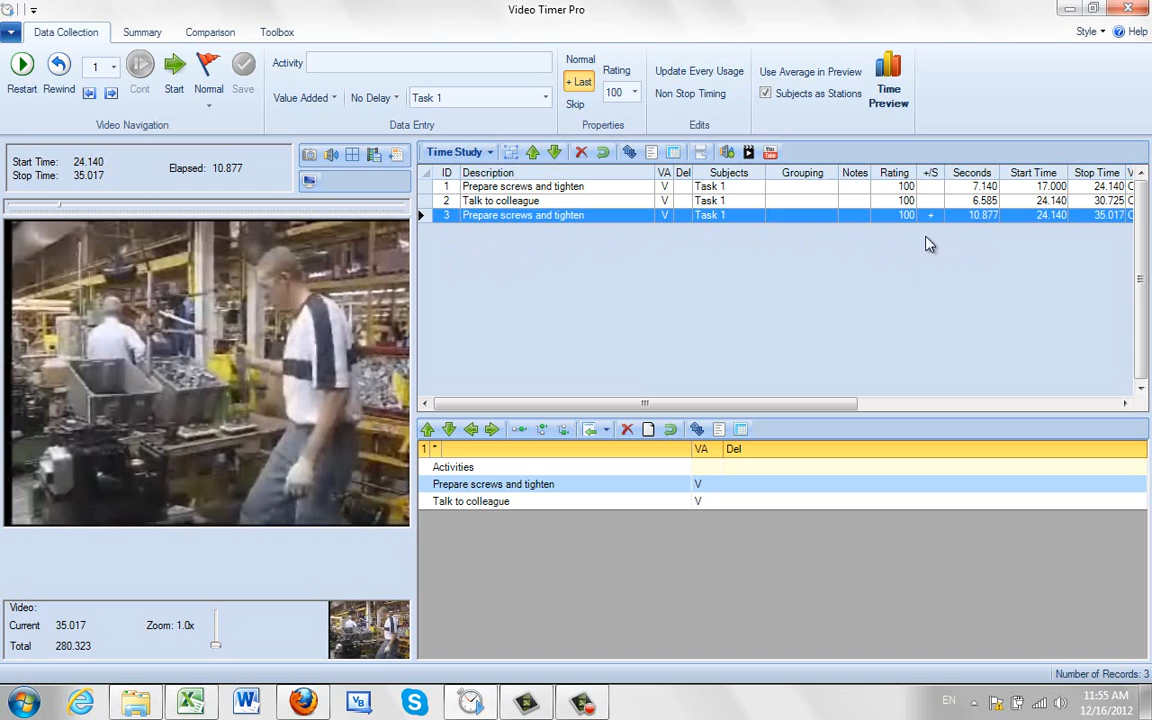 Video Timer Pro
Data Collection Summary Comparison Toolbox Style Help
Restart Rewind 1 Cont Start Normal Save
Video Navigation
Activity
Value Added No Delay Task 1
Data Entry
Normal
+ Last
Skip
Rating
100
Properties
Update Every Usage
Non Stop Timing
Edits
Use Average in Preview
Subjects as Stations
Time
Preview
Start Time: 24.140 Elapsed: 10.877
Stop Time: 35.017
Time Study
ID Description VA Del Subjects Grouping Notes Rating +/S Seconds Start Time Stop Time V
1 Prepare screws and tighten V Task 1 100 7.140 17.000 24.140 C
2 Talk to colleague V Task 1 100 6.585 24.140 30.725 C
3 Prepare screws and tighten V Task 1 100 + 10.877 24.140 35.017 C
1 * VA Del
Activities
Prepare screws and tighten V
Talk to colleague V
Video:
Current 35.017 Zoom: 1.0x
Total 280.323
Number of Records: 3
EN 11:55 AM
12/16/2012